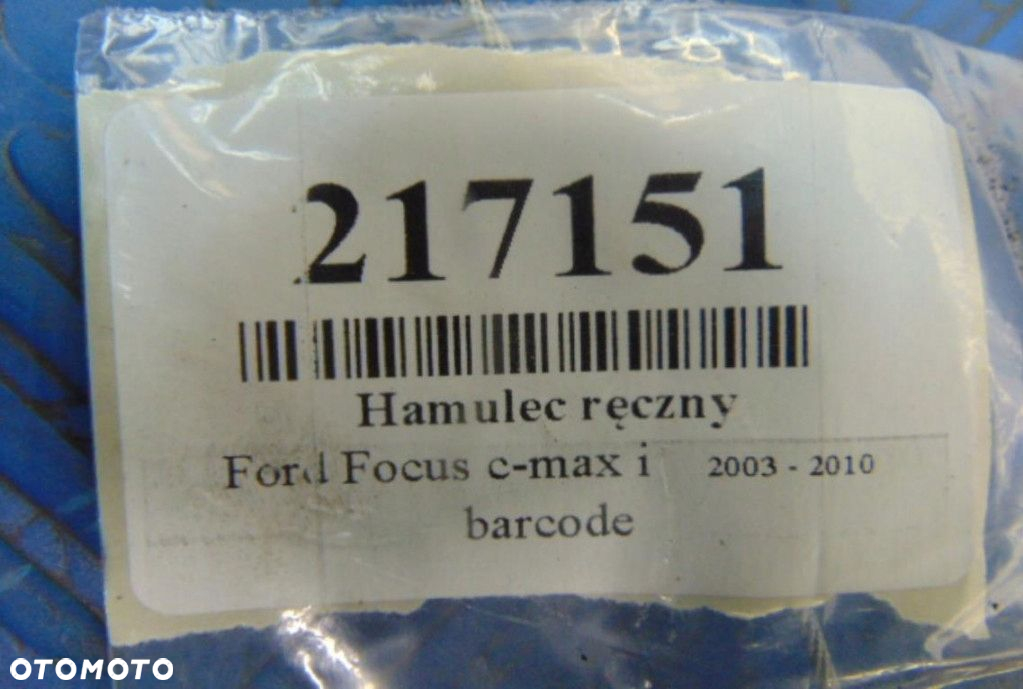 217151
Hamulec ręczny
Ford Focus c-max i 2003 - 2010
barcode
OTOMOTO